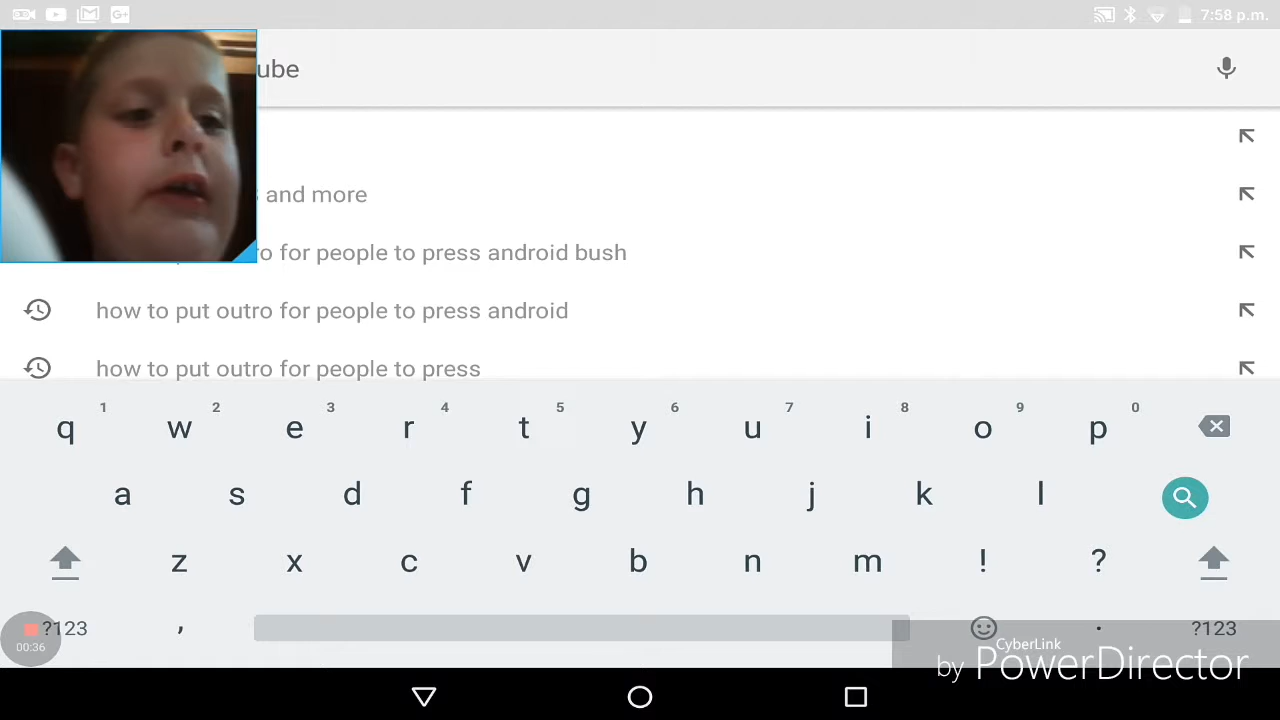 7:58 p.m.
ube
and more
ro for people to press android bush
how to put outro for people to press android
how to put outro for people to press
1 2 3 4 5 6 7 8 9 0
q w e r t y u i o p
a s d f g h j k l
z x c v b n m ! ?
?123 , . ?123
00:36
CyberLink
by PowerDirector